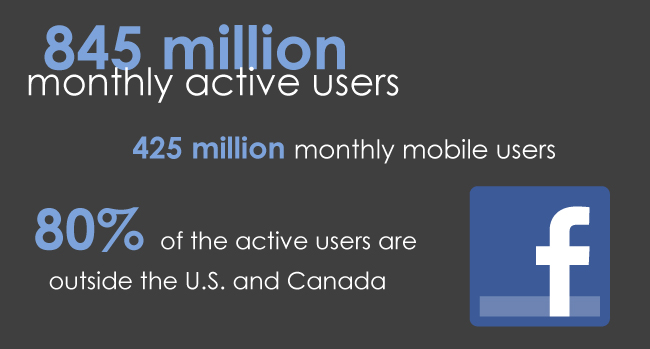 845 million
monthly active users
425 million monthly mobile users
80% of the active users are
outside the U.S. and Canada
f